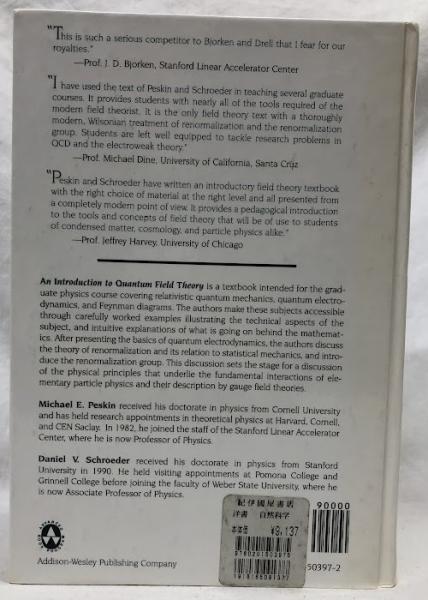 "This is such a serious competitor to Bjorken and Drell that I fear for our
royalties."
—Prof. J. D. Bjorken, Stanford Linear Accelerator Center
"I have used the text of Peskin and Schroeder in teaching several graduate
courses. It provides students with nearly all of the tools required of the
modern field theorist. It is the only field theory text with a thoroughly
modern, Wilsonian treatment of renormalization and the renormalization
group. Students are left well equipped to tackle research problems in
QCD and the electroweak theory."
—Prof. Michael Dine, University of California, Santa Cruz
"Peskin and Schroeder have written an introductory field theory textbook
with the right choice of material at the right level and all presented from
a completely modern point of view. It provides a pedagogical introduction
to the tools and concepts of field theory that will be of use to students
of condensed matter, cosmology, and particle physics alike."
—Prof. Jeffrey Harvey, University of Chicago
An Introduction to Quantum Field Theory is a textbook intended for the grad-
uate physics course covering relativistic quantum mechanics, quantum electro-
dynamics, and Feynman diagrams. The authors make these subjects accessible
through carefully worked examples illustrating the technical aspects of the
subject, and intuitive explanations of what is going on behind the mathemat-
ics. After presenting the basics of quantum electrodynamics, the authors discuss
the theory of renormalization and its relation to statistical mechanics, and intro-
duce the renormalization group. This discussion sets the stage for a discussion
of the physical principles that underlie the fundamental interactions of ele-
mentary particle physics and their description by gauge field theories.
Michael E. Peskin received his doctorate in physics from Cornell University
and has held research appointments in theoretical physics at Harvard, Cornell,
and CEN Saclay. In 1982, he joined the staff of the Stanford Linear Accelerator
Center, where he is now Professor of Physics.
Daniel V. Schroeder received his doctorate in physics from Stanford
University in 1990. He held visiting appointments at Pomona College and
Grinnell College before joining the faculty of Weber State University, where he
is now Associate Professor of Physics.
紀伊國屋書店
洋書 自然科学
本体価 ¥9,137
9780201503975
90000
50397-2
Addison-Wesley Publishing Company